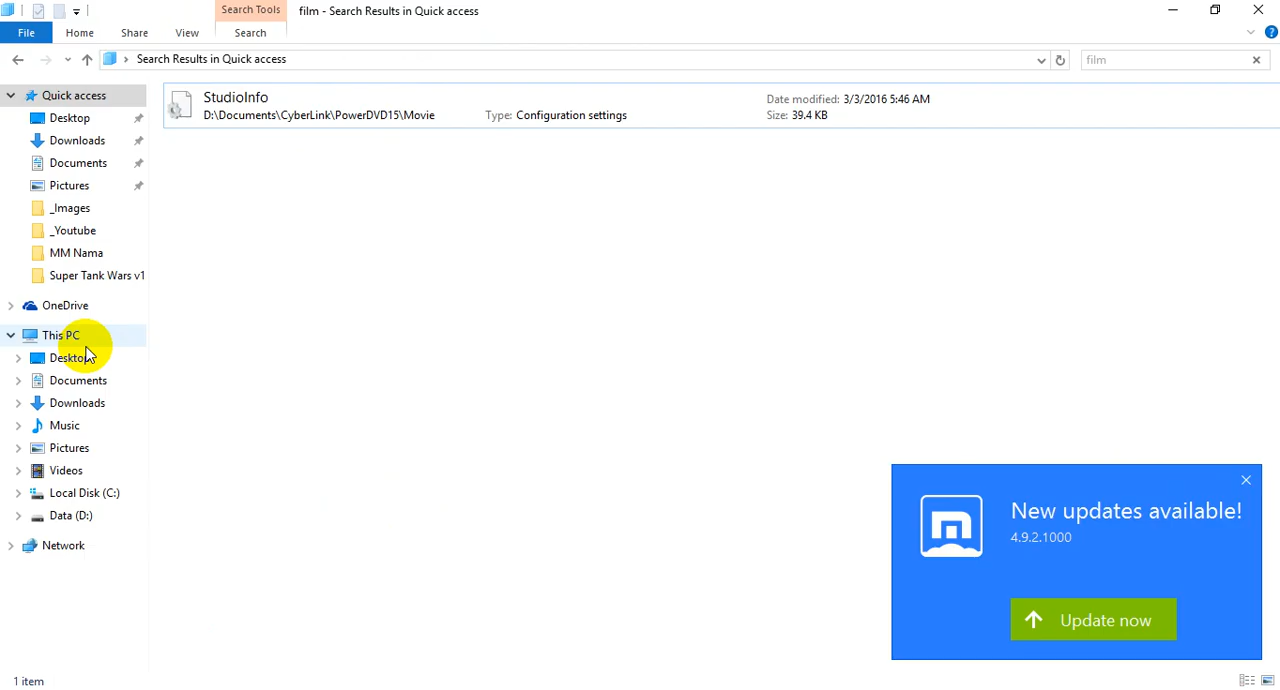 Search Tools
film - Search Results in Quick access
File
Home
Share
View
Search
Search Results in Quick access
film
Quick access
Desktop
Downloads
Documents
Pictures
_Images
_Youtube
MM Nama
Super Tank Wars v1
OneDrive
This PC
Desktop
Documents
Downloads
Music
Pictures
Videos
Local Disk (C:)
Data (D:)
Network
StudioInfo
D:\Documents\CyberLink\PowerDVD15\Movie
Type: Configuration settings
Date modified: 3/3/2016 5:46 AM
Size: 39.4 KB
New updates available!
4.9.2.1000
Update now
1 item